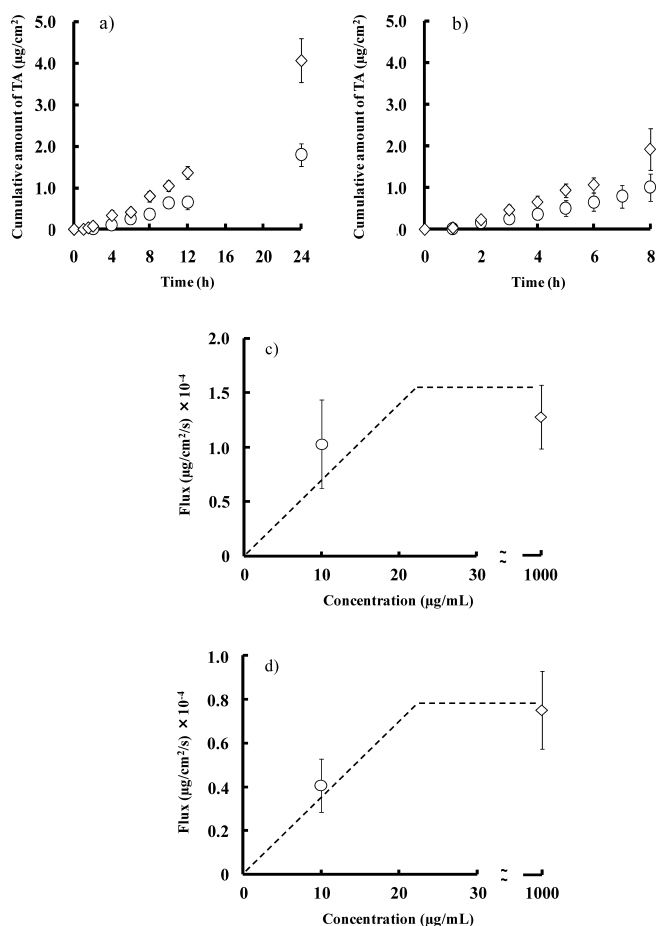 a)
Cumulative amount of TA (μg/cm²)
5.0
4.0
3.0
2.0
1.0
.0
0 4 8 12 16 20 24
Time (h)
b)
Cumulative amount of TA (μg/cm²)
5.0
4.0
3.0
2.0
1.0
.0
0 2 4 6 8
Time (h)
c)
Flux (μg/cm²/s) × 10⁻⁴
2.0
1.5
1.0
0.5
0
0 10 20 30 ~ ~ 1000
Concentration (μg/mL)
d)
Flux (μg/cm²/s) × 10⁻⁴
1.0
0.8
0.6
0.4
0.2
0
0 10 20 30 ~ ~ 1000
Concentration (μg/mL)